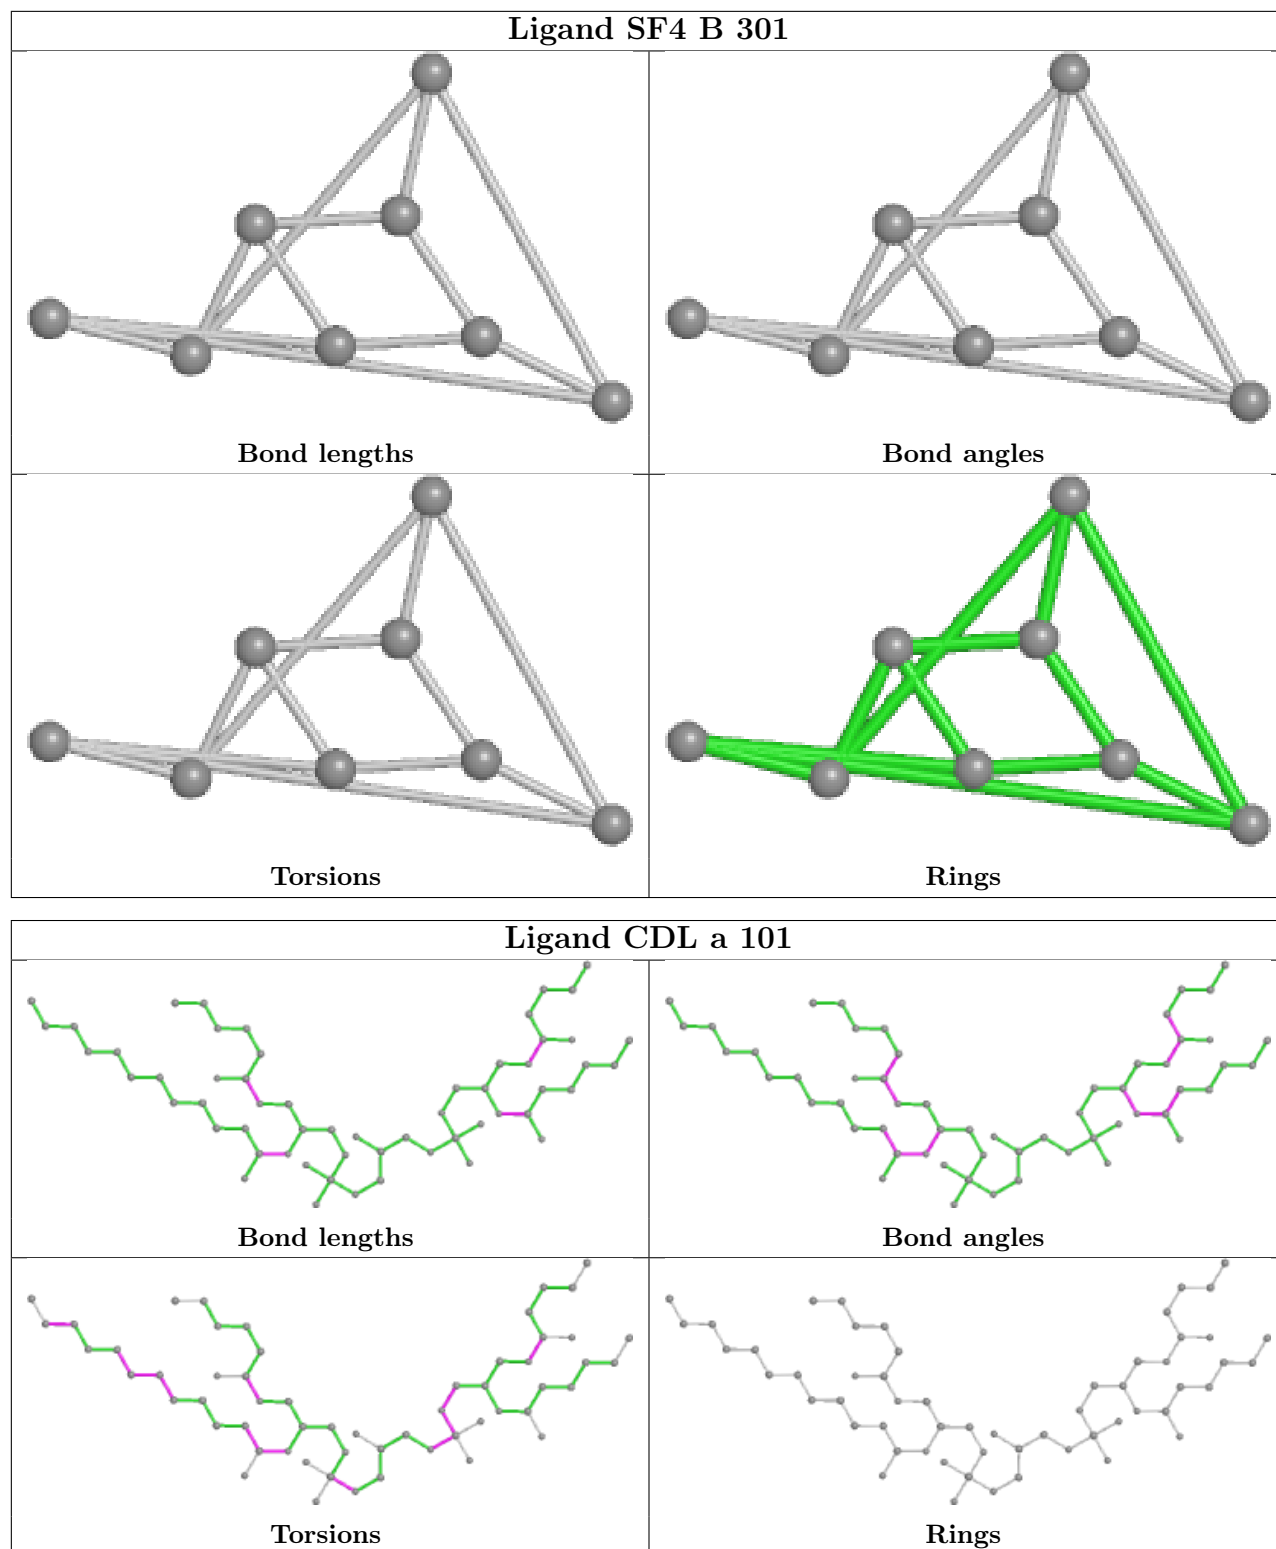 Ligand SF4 B 301
Bond lengths
Bond angles
Torsions
Rings
Ligand CDL a 101
Bond lengths
Bond angles
Torsions
Rings